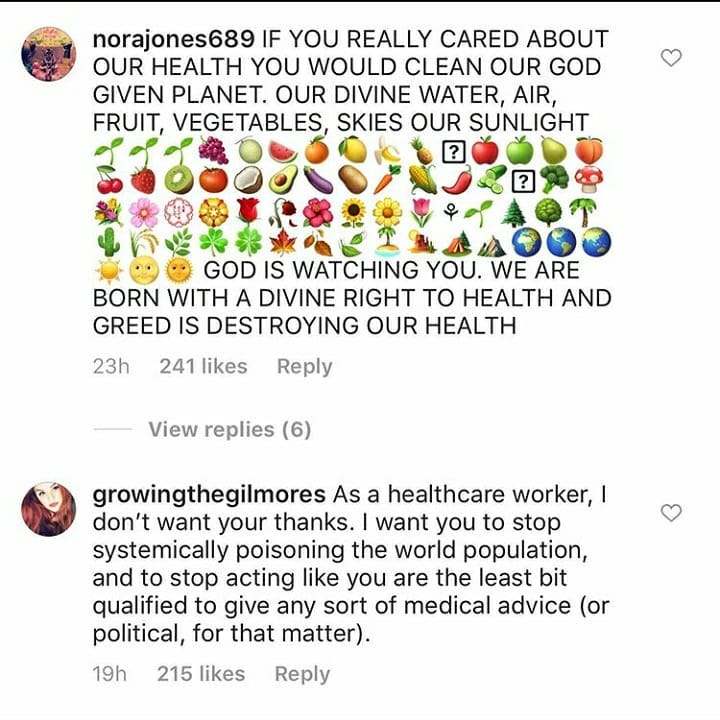 norajones689 IF YOU REALLY CARED ABOUT
OUR HEALTH YOU WOULD CLEAN OUR GOD
GIVEN PLANET. OUR DIVINE WATER, AIR,
FRUIT, VEGETABLES, SKIES OUR SUNLIGHT
GOD IS WATCHING YOU. WE ARE
BORN WITH A DIVINE RIGHT TO HEALTH AND
GREED IS DESTROYING OUR HEALTH
23h 241 likes Reply
View replies (6)
growingthegilmores As a healthcare worker, I
don’t want your thanks. I want you to stop
systemically poisoning the world population,
and to stop acting like you are the least bit
qualified to give any sort of medical advice (or
political, for that matter).
19h 215 likes Reply